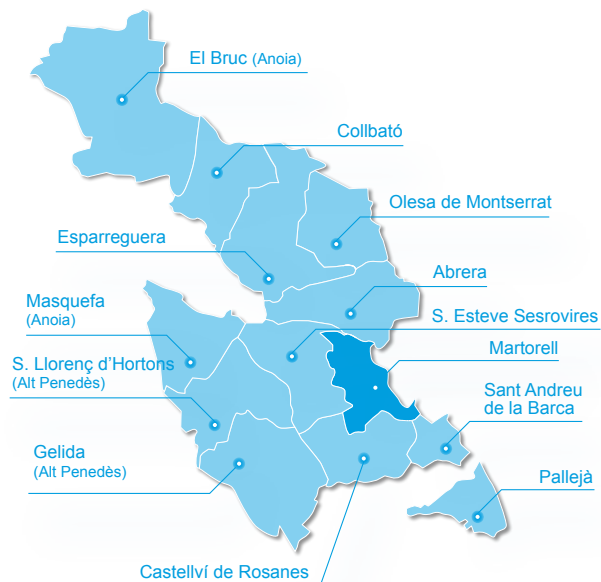 El Bruc (Anoia)
Collbató
Olesa de Montserrat
Esparreguera
Abrera
Masquefa
(Anoia)
S. Esteve Sesrovires
Martorell
S. Llorenç d'Hortons
(Alt Penedès)
Sant Andreu
de la Barca
Gelida
(Alt Penedès)
Pallejà
Castellví de Rosanes